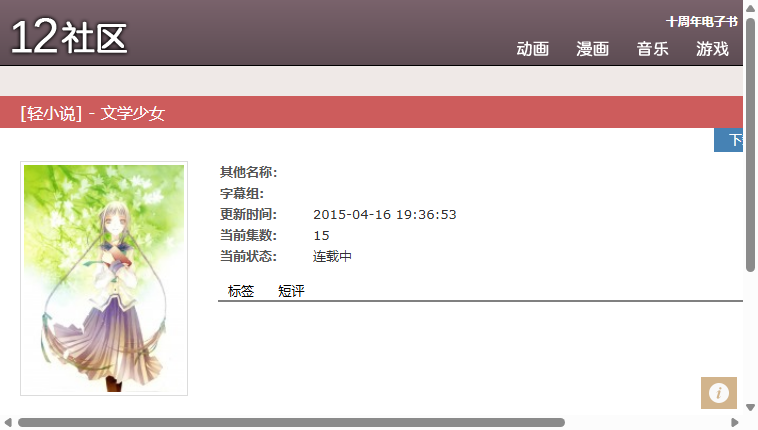 12社区
十周年电子书
动画 漫画 音乐 游戏
[轻小说] - 文学少女
下
其他名称:
字幕组:
更新时间: 2015-04-16 19:36:53
当前集数: 15
当前状态: 连载中
标签 短评